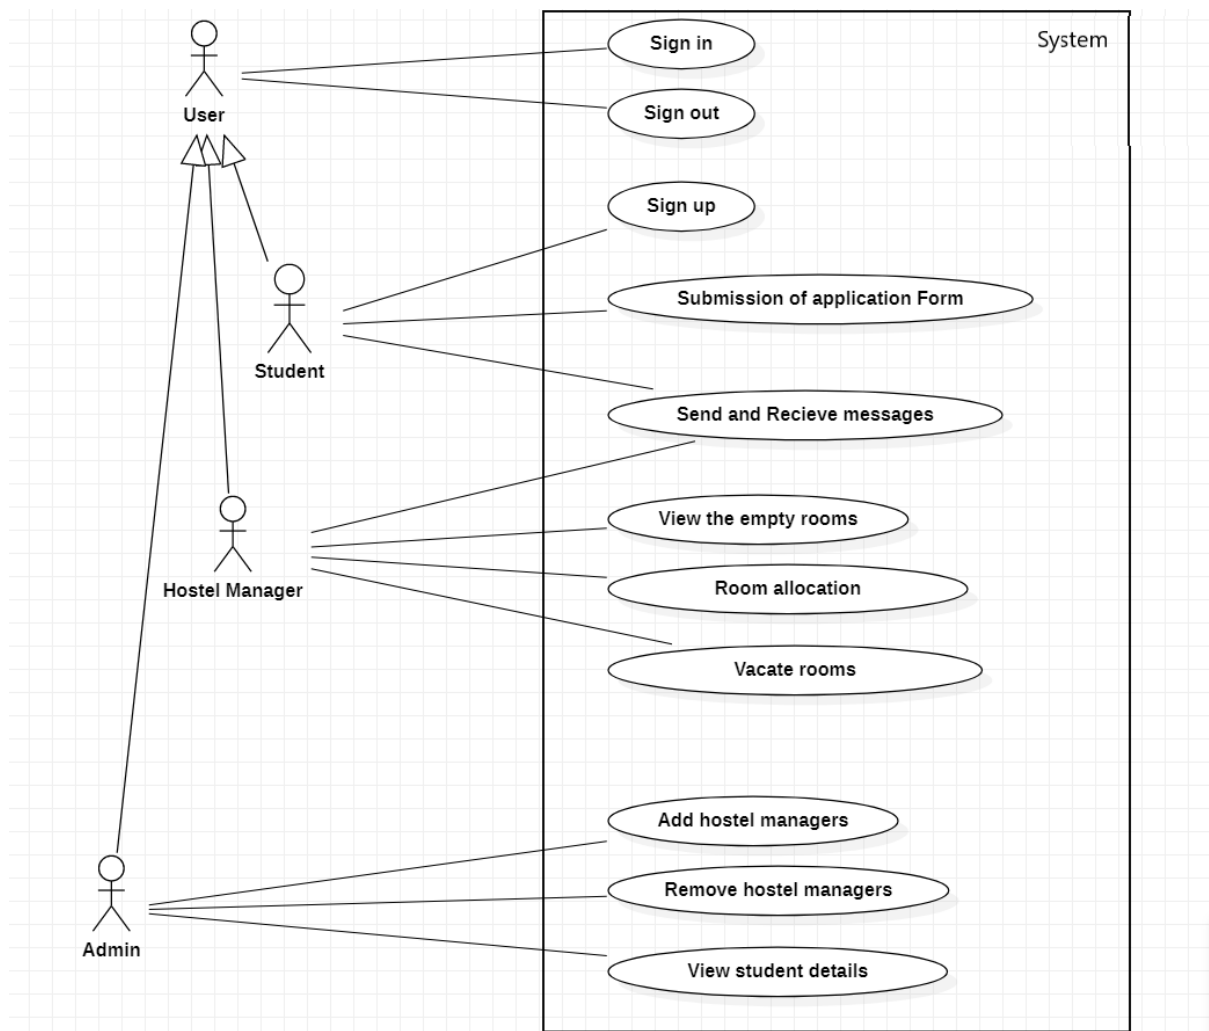 Sign in
System
Sign out
User
Sign up
Submission of application Form
Student
Send and Recieve messages
View the empty rooms
Room allocation
Hostel Manager
Vacate rooms
Add hostel managers
Remove hostel managers
Admin
View student details